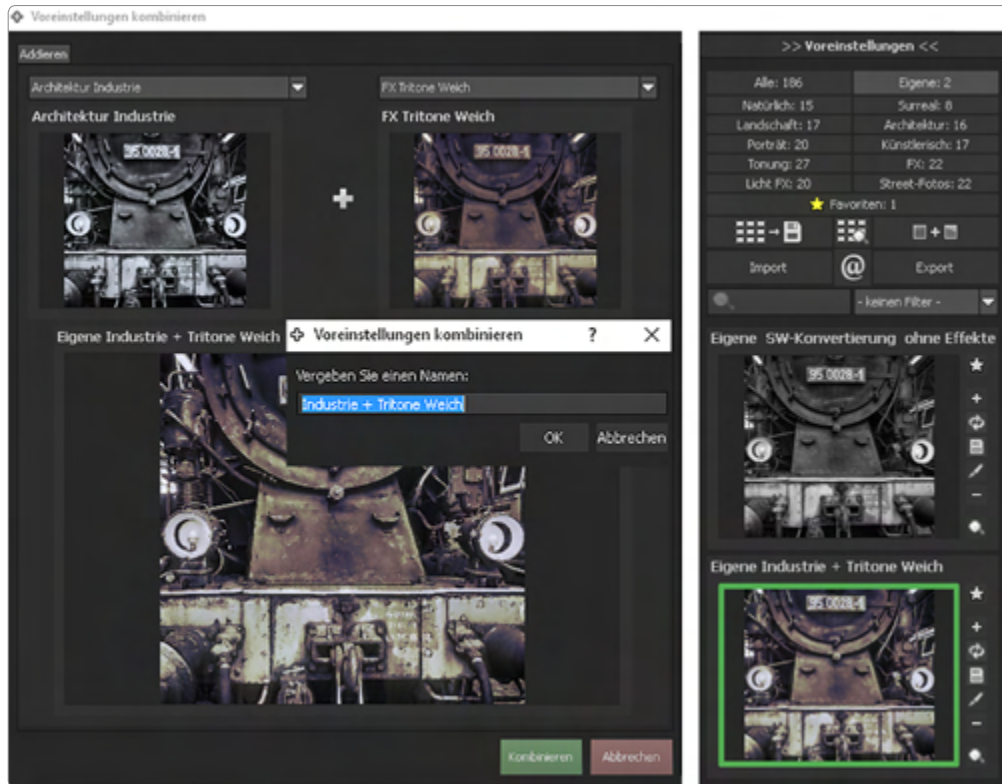 Voreinstellungen kombinieren
Addieren
Architektur Industrie
FX Tritone Weich
Architektur Industrie
FX Tritone Weich
95 0028-1
95 0028-1
Eigene Industrie + Tritone Weich
Voreinstellungen kombinieren ?
Vergeben Sie einen Namen:
Industrie + Tritone Weich
OK Abbrechen
Kombinieren Abbrechen
>> Voreinstellungen <<
Alle: 186 Eigene: 2
Natürlich: 15 Surreal: 8
Landschaft: 17 Architektur: 16
Porträt: 20 Künstlerisch: 17
Tonung: 27 FX: 22
Licht FX: 20 Street-Fotos: 22
Favoriten: 1
Import @ Export
- keinen Filter -
Eigene SW-Konvertierung ohne Effekte
95 0028-1
Eigene Industrie + Tritone Weich
95 0028-1